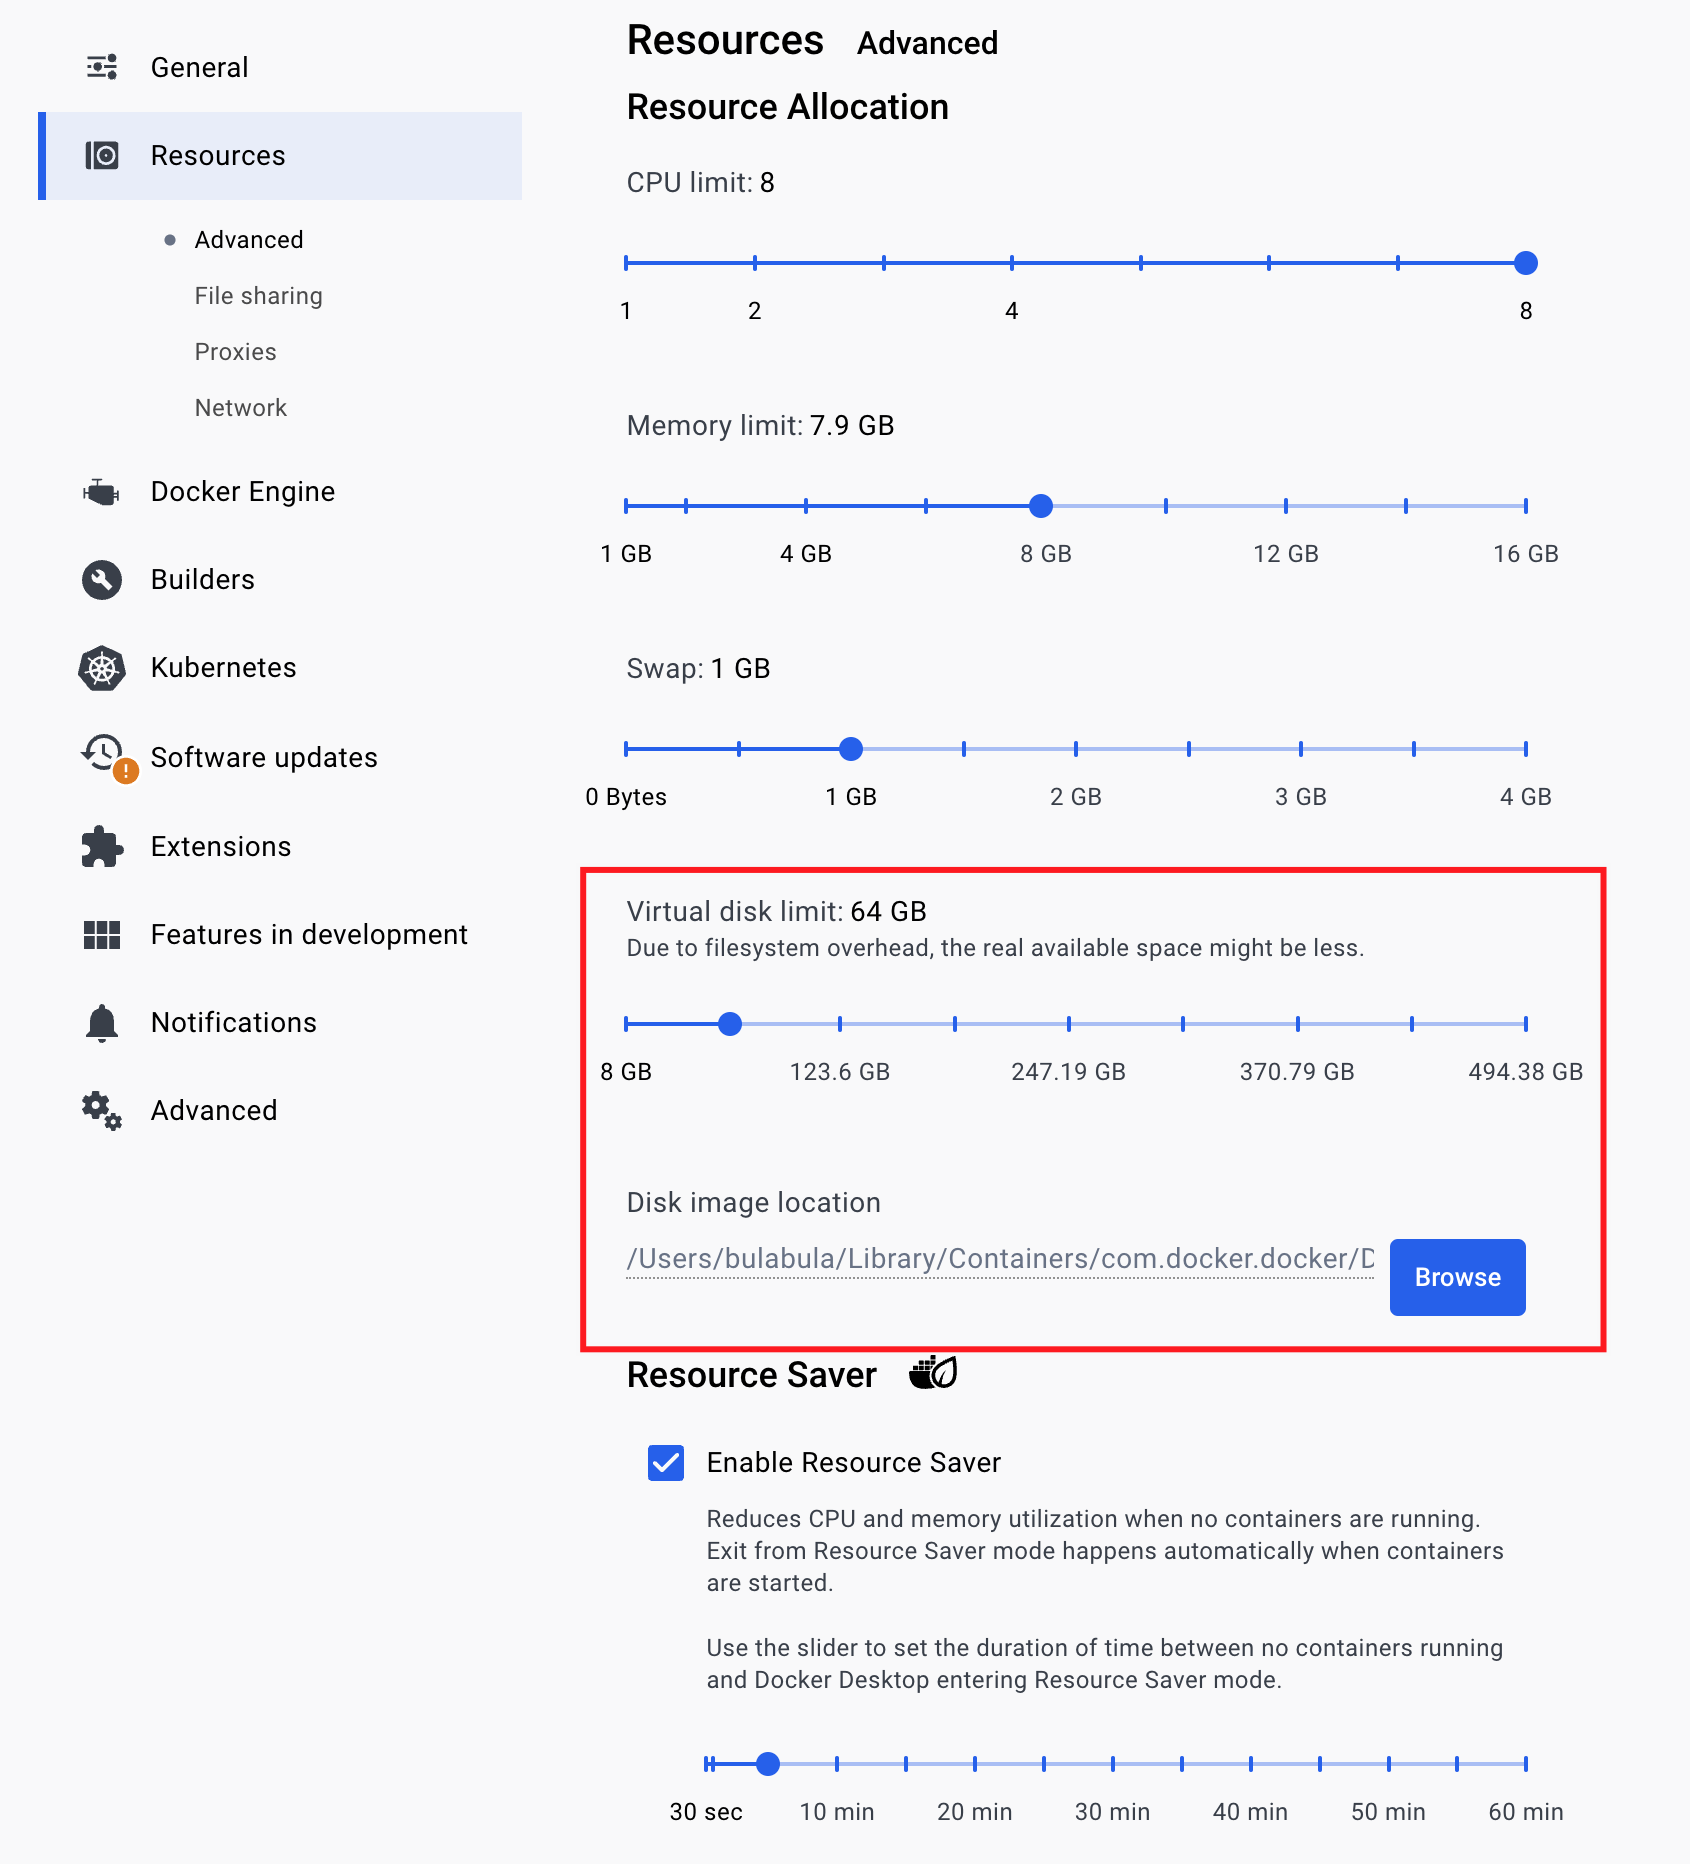 General
Resources
Advanced
File sharing
Proxies
Network
Docker Engine
Builders
Kubernetes
Software updates
Extensions
Features in development
Notifications
Advanced
Resources Advanced
Resource Allocation
CPU limit: 8
1 2 4 8
Memory limit: 7.9 GB
1 GB 4 GB 8 GB 12 GB 16 GB
Swap: 1 GB
0 Bytes 1 GB 2 GB 3 GB 4 GB
Virtual disk limit: 64 GB
Due to filesystem overhead, the real available space might be less.
8 GB 123.6 GB 247.19 GB 370.79 GB 494.38 GB
Disk image location
/Users/bulabula/Library/Containers/com.docker.docker/D
Browse
Resource Saver
Enable Resource Saver
Reduces CPU and memory utilization when no containers are running.
Exit from Resource Saver mode happens automatically when containers
are started.
Use the slider to set the duration of time between no containers running
and Docker Desktop entering Resource Saver mode.
30 sec 10 min 20 min 30 min 40 min 50 min 60 min